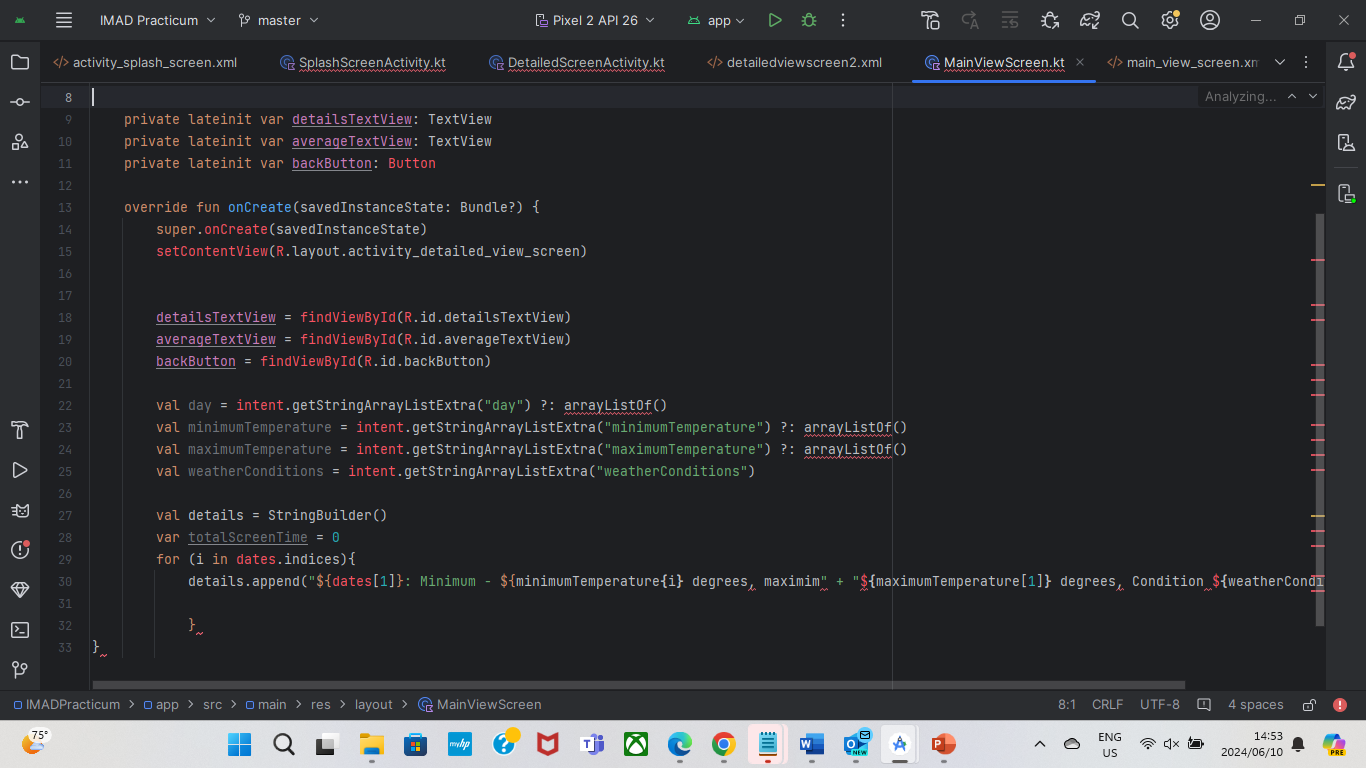 IMAD Practicum
master
Pixel 2 API 26
app
activity_splash_screen.xml
SplashScreenActivity.kt
DetailedScreenActivity.kt
detailedviewscreen2.xml
MainViewScreen.kt
main_view_screen.xm
8
Analyzing...
9 private lateinit var detailsTextView: TextView
10 private lateinit var averageTextView: TextView
11 private lateinit var backButton: Button
12
13 override fun onCreate(savedInstanceState: Bundle?) {
14 super.onCreate(savedInstanceState)
15 setContentView(R.layout.activity_detailed_view_screen)
16
17
18 detailsTextView = findViewById(R.id.detailsTextView)
19 averageTextView = findViewById(R.id.averageTextView)
20 backButton = findViewById(R.id.backButton)
21
22 val day = intent.getStringArrayListExtra("day") ?: arrayListOf()
23 val minimumTemperature = intent.getStringArrayListExtra("minimumTemperature") ?: arrayListOf()
24 val maximumTemperature = intent.getStringArrayListExtra("maximumTemperature") ?: arrayListOf()
25 val weatherConditions = intent.getStringArrayListExtra("weatherConditions")
26
27 val details = StringBuilder()
28 var totalScreenTime = 0
29 for (i in dates.indices){
30 details.append("${dates[1]}: Minimum - ${minimumTemperature{i} degrees, maximim" + "${maximumTemperature[1]} degrees, Condition ${weatherCondi
31
32 }
33 }
IMADPracticum > app > src > main > res > layout > MainViewScreen
8:1 CRLF UTF-8 4 spaces
75°
myhp
NEW
ENG
US
14:53
2024/06/10
PRE